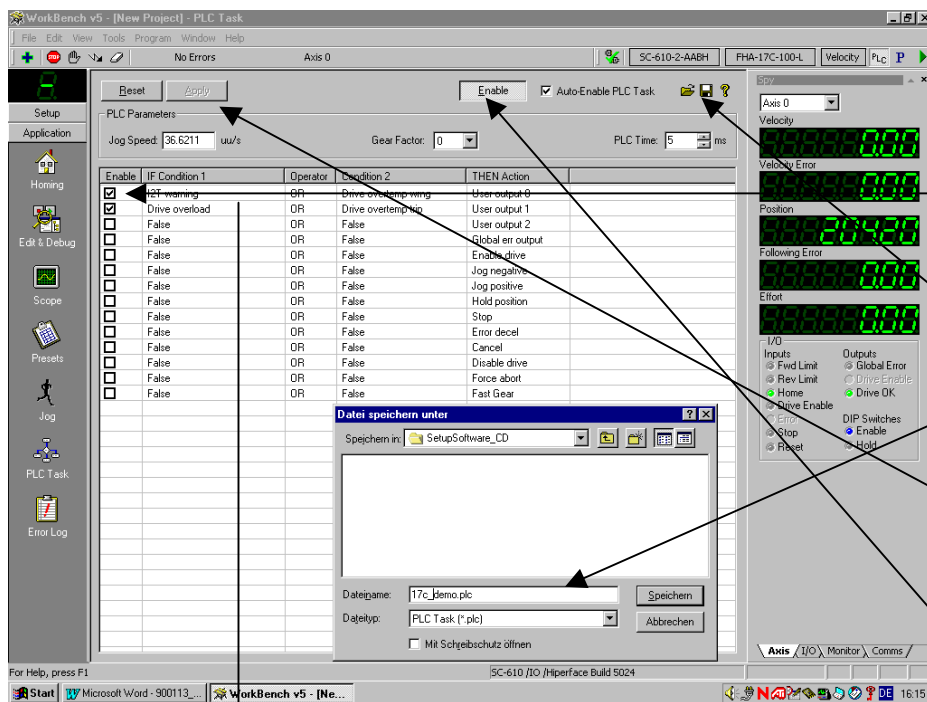 WorkBench v5 - [New Project] - PLC Task
File Edit View Tools Program Window Help
STOP No Errors Axis 0 SC-610-2-AABH FHA-17C-100-L Velocity PLC P
Setup
Application
Homing
Edit & Debug
Scope
Presets
Jog
PLC Task
Error Log
Reset Apply Enable Auto-Enable PLC Task
PLC Parameters
Jog Speed: 36.6211 uu/s Gear Factor: 0 PLC Time: 5 ms
Enable IF Condition 1 Operator Condition 2 THEN Action
I2T warning OR Drive overtemp wrng User output 0
Drive overload OR Drive overtemp trip User output 1
False OR False User output 2
False OR False Global err output
False OR False Enable drive
False OR False Jog negative
False OR False Jog positive
False OR False Hold position
False OR False Stop
False OR False Error decel
False OR False Cancel
False OR False Disable drive
False OR False Force abort
False OR False Fast Gear
Datei speichern unter
Speichern in: SetupSoftware_CD
Dateiname: 17c_demo.plc Speichern
Dateityp: PLC Task (*.plc) Abbrechen
Mit Schreibschutz öffnen
Spy
Axis 0
Velocity
0.00
Velocity Error
0.00
Position
20420
Following Error
0.00
Effort
0.00
I/O
Inputs Outputs
Fwd Limit Global Error
Rev Limit Drive Enable
Home Drive OK
Drive Enable
Error DIP Switches
Stop Enable
Reset Hold
Axis I/O Monitor Comms
For Help, press F1 SC-610 /IO /Hiperface Build 5024
Start Microsoft Word - 900113_... WorkBench v5 - [Ne... DE 16:15